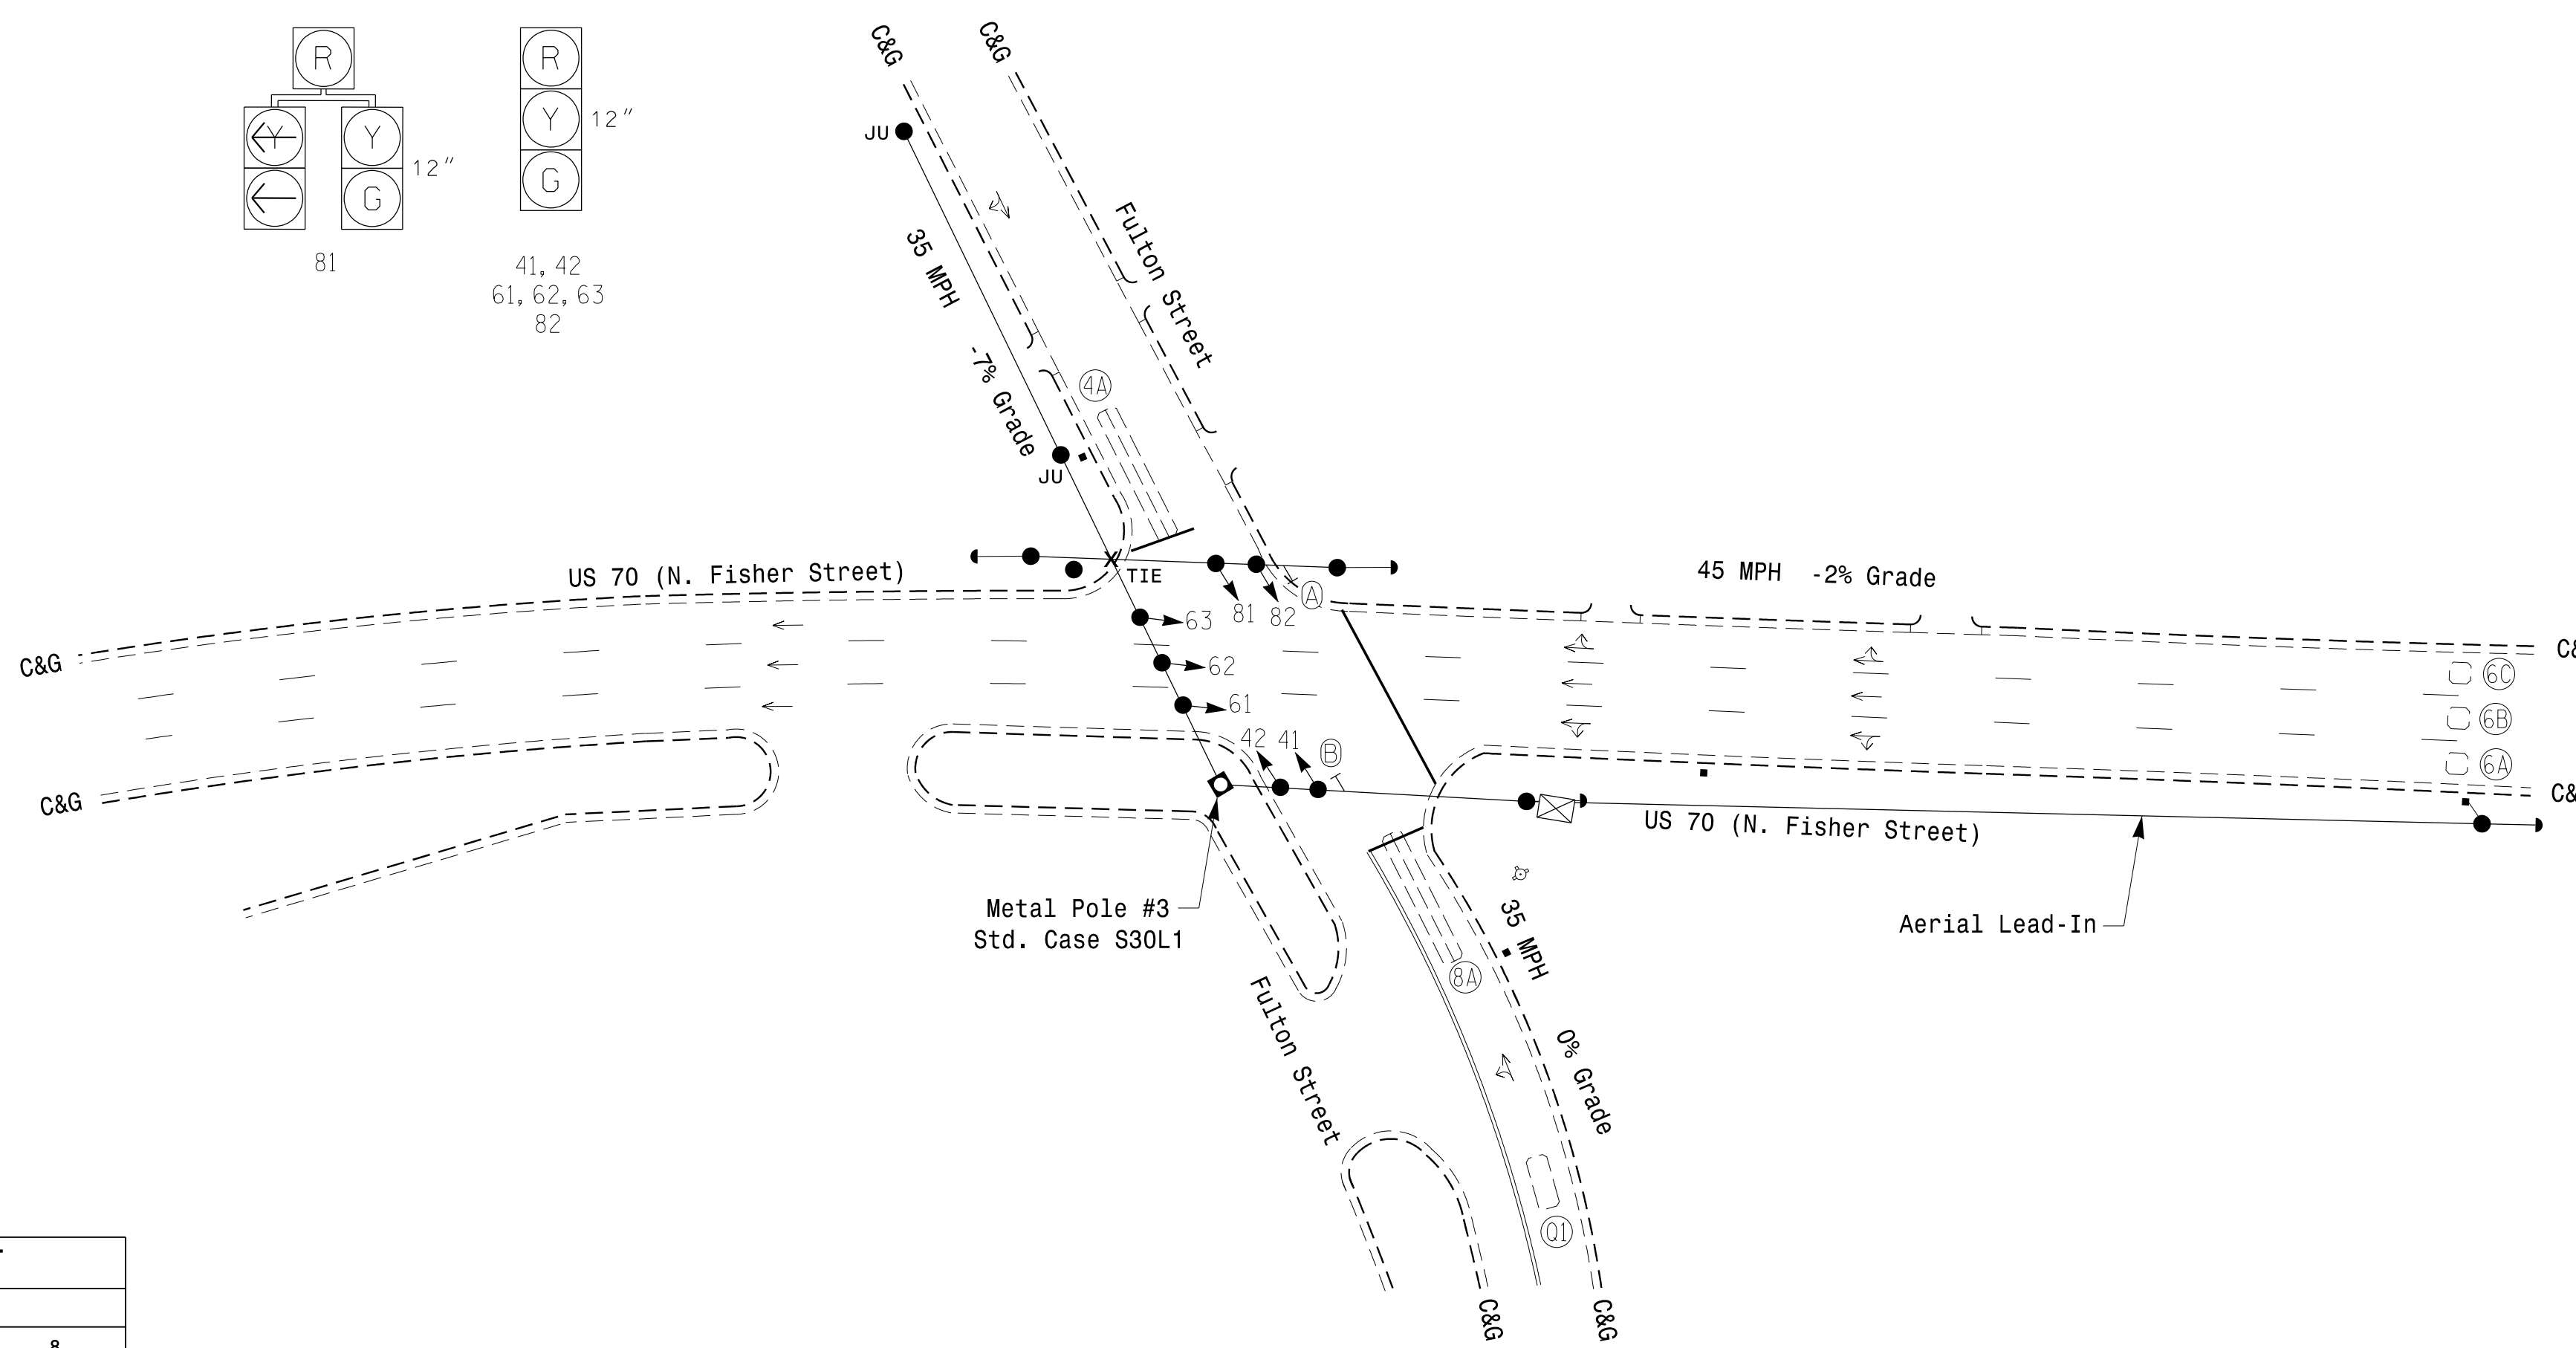 R
Y
Y
G
12"
81
R
Y
G
12"
41, 42
61, 62, 63
82
C&G
C&G
JU
35 MPH
-7% Grade
Fulton Street
4A
JU
TIE
US 70 (N. Fisher Street)
45 MPH -2% Grade
81
82
A
63
62
61
42
41
B
C&G
C&G
6C
6B
6A
C&
C&
US 70 (N. Fisher Street)
Metal Pole #3
Std. Case S30L1
Aerial Lead-In
35 MPH
8A
Fulton Street
0% Grade
Q1
C&G
C&G
8